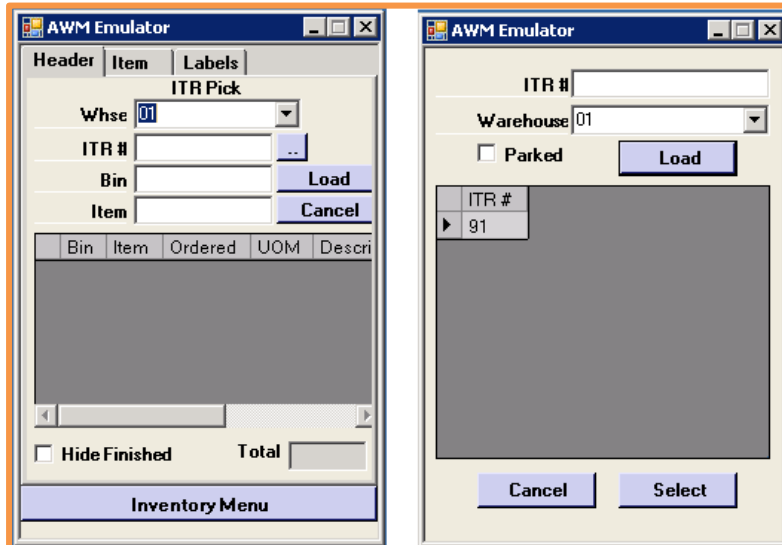 AWM Emulator
Header Item Labels
ITR Pick
Whse 01
ITR # ..
Bin Load
Item Cancel
Bin Item Ordered UOM Descri
Hide Finished Total
Inventory Menu
AWM Emulator
ITR #
Warehouse 01
Parked Load
ITR #
91
Cancel Select